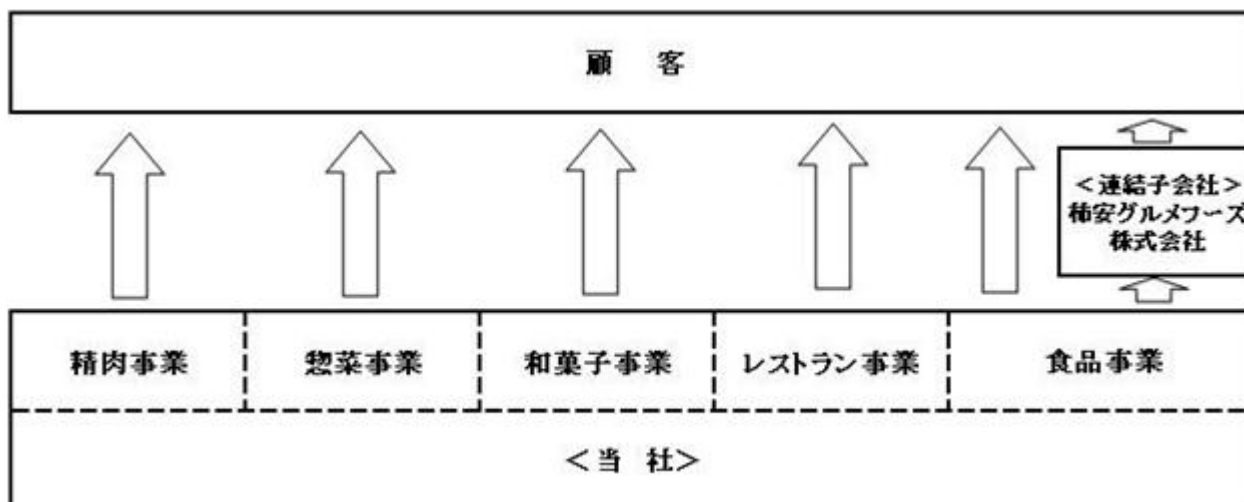 顧　客
＜連結子会社＞
柿安グルメフーズ
株式会社
精肉事業
惣菜事業
和菓子事業
レストラン事業
食品事業
＜当　社＞